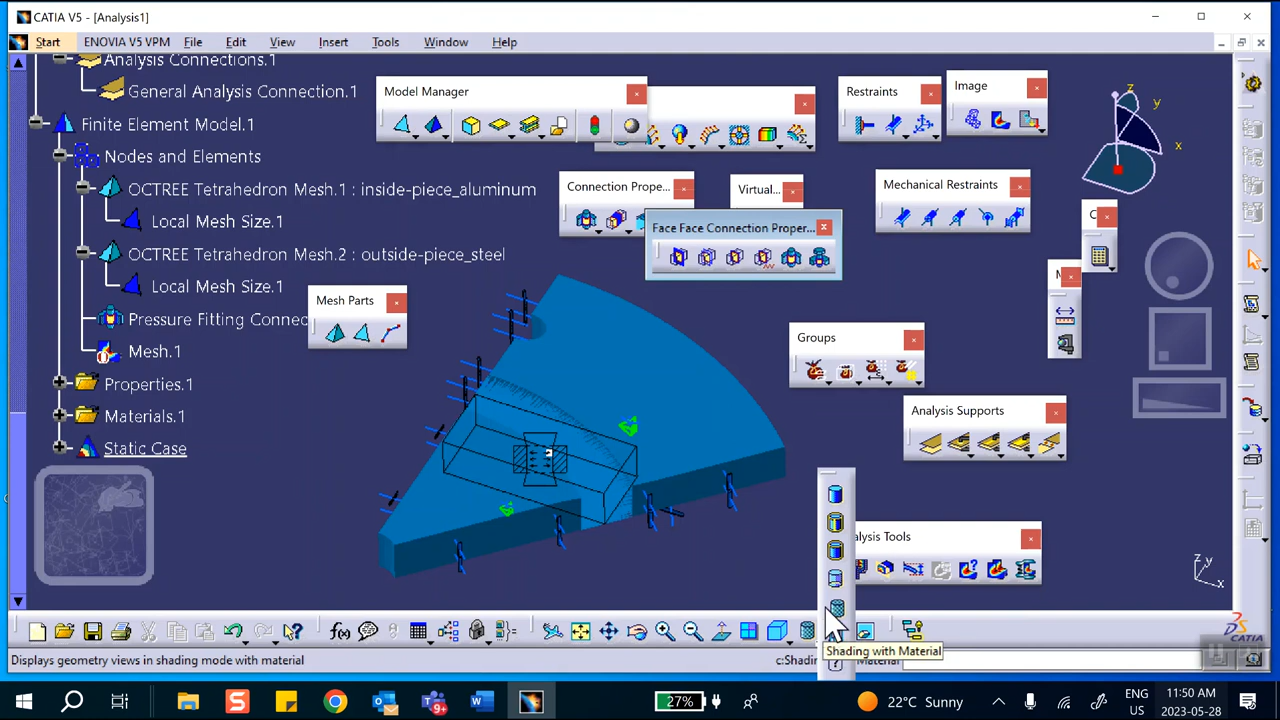 CATIA V5 - [Analysis1]
Start ENOVIA V5 VPM File Edit View Insert Tools Window Help
Analysis Connections.1
General Analysis Connection.1
Finite Element Model.1
Nodes and Elements
OCTREE Tetrahedron Mesh.1 : inside-piece_aluminum
Local Mesh Size.1
OCTREE Tetrahedron Mesh.2 : outside-piece_steel
Local Mesh Size.1
Pressure Fitting Connec
Mesh.1
Properties.1
Materials.1
Static Case
Model Manager
Restraints
Image
Connection Prope...
Virtual...
Mechanical Restraints
Face Face Connection Proper...
C
M
Mesh Parts
Groups
Analysis Supports
alysis Tools
z
y
x
z y
x
f(x)
Shading with Material
Displays geometry views in shading mode with material
c:Shadi
Material
DS
CATIA
27%
22°C Sunny
ENG
US
11:50 AM
2023-05-28
9+